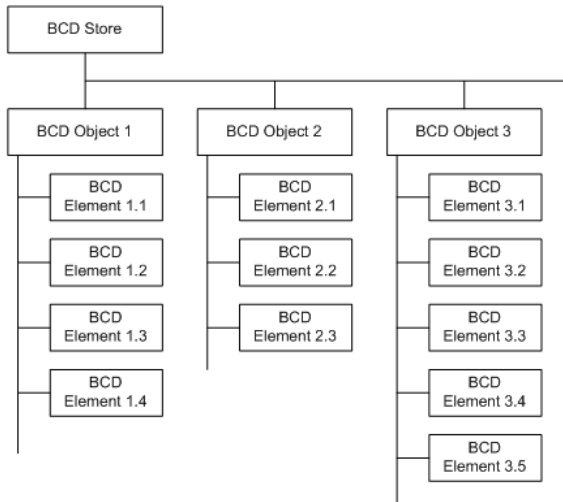 BCD Store
BCD Object 1
BCD Object 2
BCD Object 3
BCD
Element 1.1
BCD
Element 2.1
BCD
Element 3.1
BCD
Element 1.2
BCD
Element 2.2
BCD
Element 3.2
BCD
Element 1.3
BCD
Element 2.3
BCD
Element 3.3
BCD
Element 1.4
BCD
Element 3.4
BCD
Element 3.5